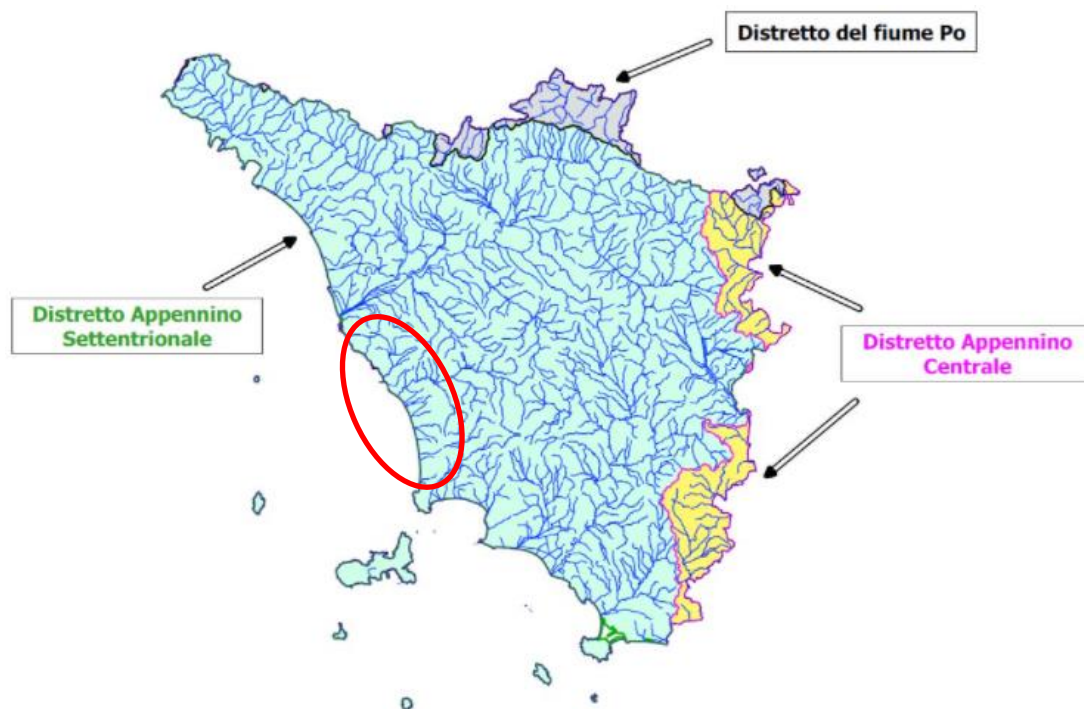 Distretto del fiume Po
Distretto Appennino
Settentrionale
Distretto Appennino
Centrale